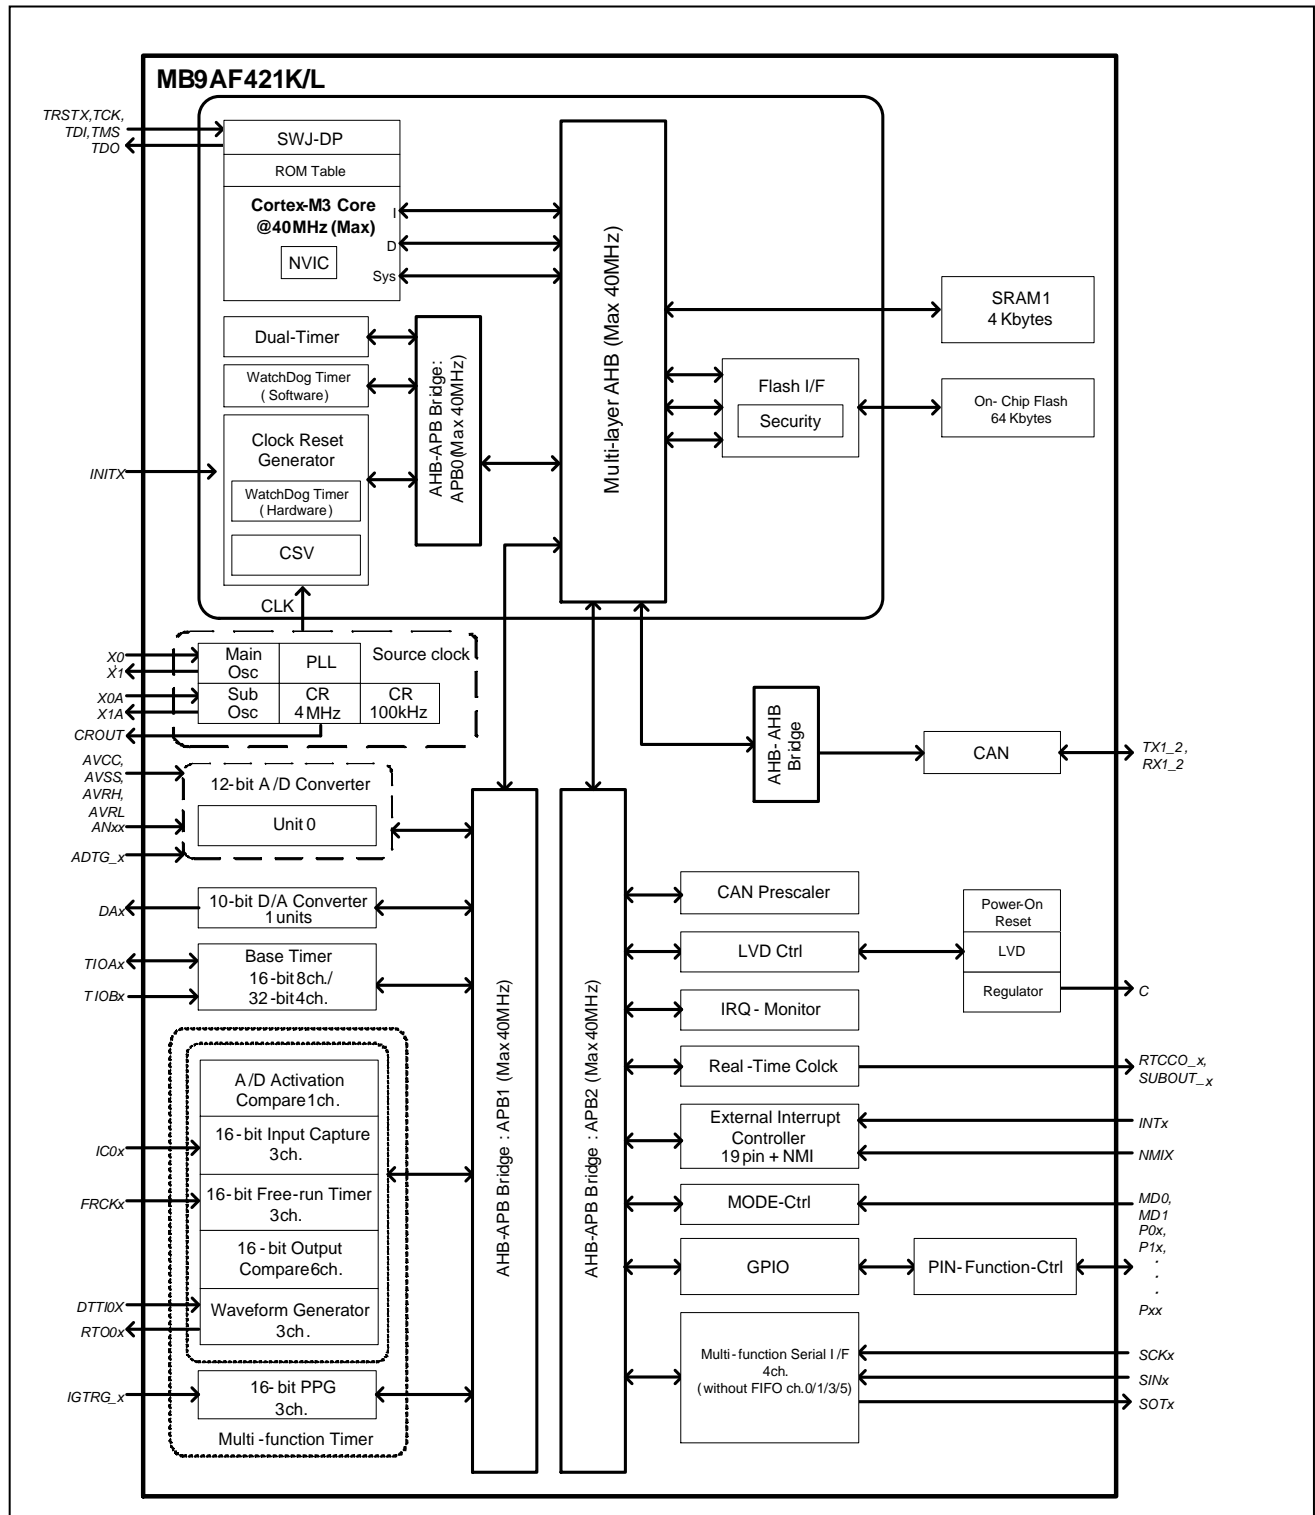 MB9AF421K/L
TRSTX,TCK,
TDI,TMS
TDO
SWJ-DP
ROM Table
Cortex-M3 Core
@40MHz (Max)
NVIC
I
D
Sys
Dual-Timer
WatchDog Timer
(Software)
Clock Reset
Generator
WatchDog Timer
(Hardware)
CSV
INITX
CLK
AHB-APB Bridge:
APB0(Max 40MHz)
Multi-layer AHB (Max 40MHz)
SRAM1
4 Kbytes
Flash I/F
Security
On-Chip Flash
64 Kbytes
X0
X1
X0A
X1A
CROUT
Main
Osc
PLL
Source clock
Sub
Osc
CR
4MHz
CR
100kHz
AHB-AHB
Bridge
CAN
TX1_2,
RX1_2
AVCC,
AVSS,
AVRH,
AVRL
ANxx
ADTG_x
12-bit A/D Converter
Unit 0
DAx
10-bit D/A Converter
1 units
TIOAx
TIOBx
Base Timer
16-bit 8ch./
32-bit 4ch.
A/D Activation
Compare 1ch.
IC0x
16-bit Input Capture
3ch.
FRCKx
16-bit Free-run Timer
3ch.
16-bit Output
Compare 6ch.
DTTI0X
RTO0x
Waveform Generator
3ch.
IGTRG_x
16-bit PPG
3ch.
Multi-function Timer
AHB-APB Bridge : APB1 (Max 40MHz)
AHB-APB Bridge : APB2 (Max 40MHz)
CAN Prescaler
LVD Ctrl
Power-On
Reset
LVD
Regulator
C
IRQ-Monitor
Real-Time Colck
RTCCO_x,
SUBOUT_x
External Interrupt
Controller
19 pin + NMI
INTx
NMIX
MODE-Ctrl
MD0,
MD1
GPIO
PIN-Function-Ctrl
P0x,
P1x,
.
.
.
Pxx
Multi-function Serial I/F
4ch.
(without FIFO ch.0/1/3/5)
SCKx
SINx
SOTx